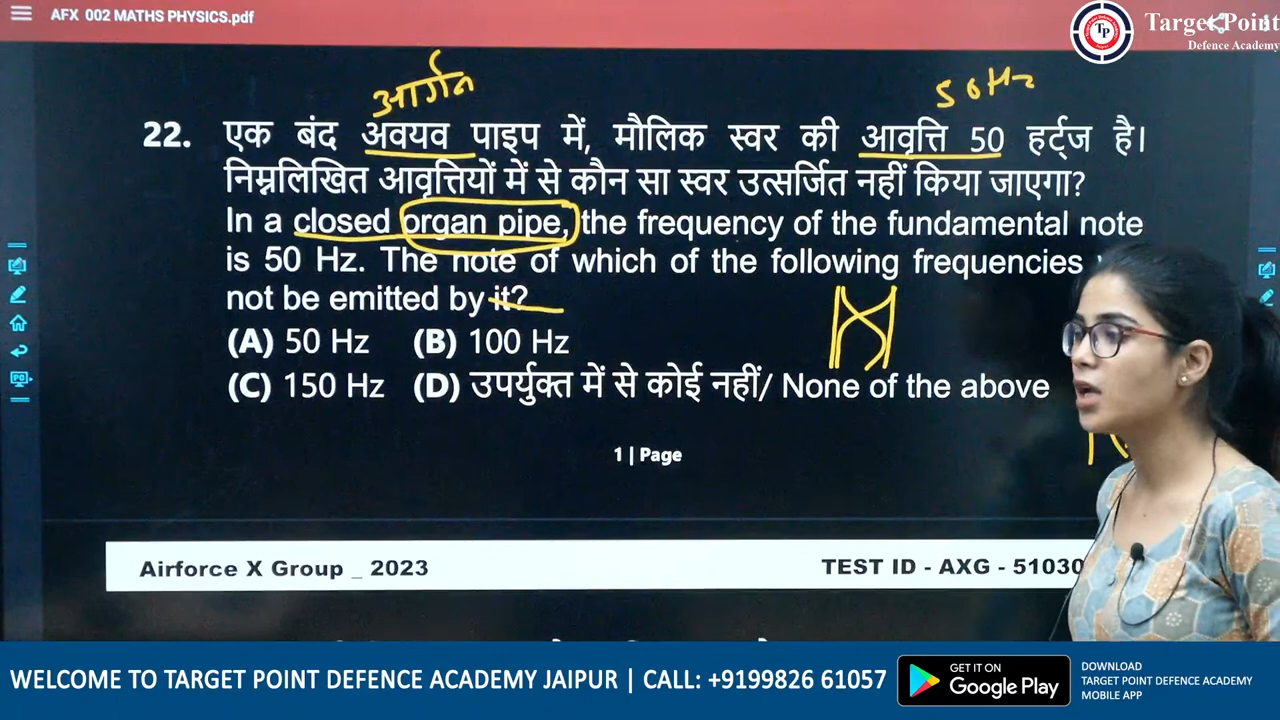 AFX 002 MATHS PHYSICS.pdf
TP
Target Point
Defence Academy
आर्गन
50Hz
22. एक बंद अवयव पाइप में, मौलिक स्वर की आवृत्ति 50 हर्ट्ज है।
निम्नलिखित आवृत्तियों में से कौन सा स्वर उत्सर्जित नहीं किया जाएगा?
In a closed organ pipe, the frequency of the fundamental note
is 50 Hz. The note of which of the following frequencies
not be emitted by it?
(A) 50 Hz (B) 100 Hz
(C) 150 Hz (D) उपर्युक्त में से कोई नहीं/ None of the above
1 | Page
Airforce X Group _ 2023
TEST ID - AXG - 51030
WELCOME TO TARGET POINT DEFENCE ACADEMY JAIPUR | CALL: +9199826 61057
GET IT ON
Google Play
DOWNLOAD
TARGET POINT DEFENCE ACADEMY
MOBILE APP